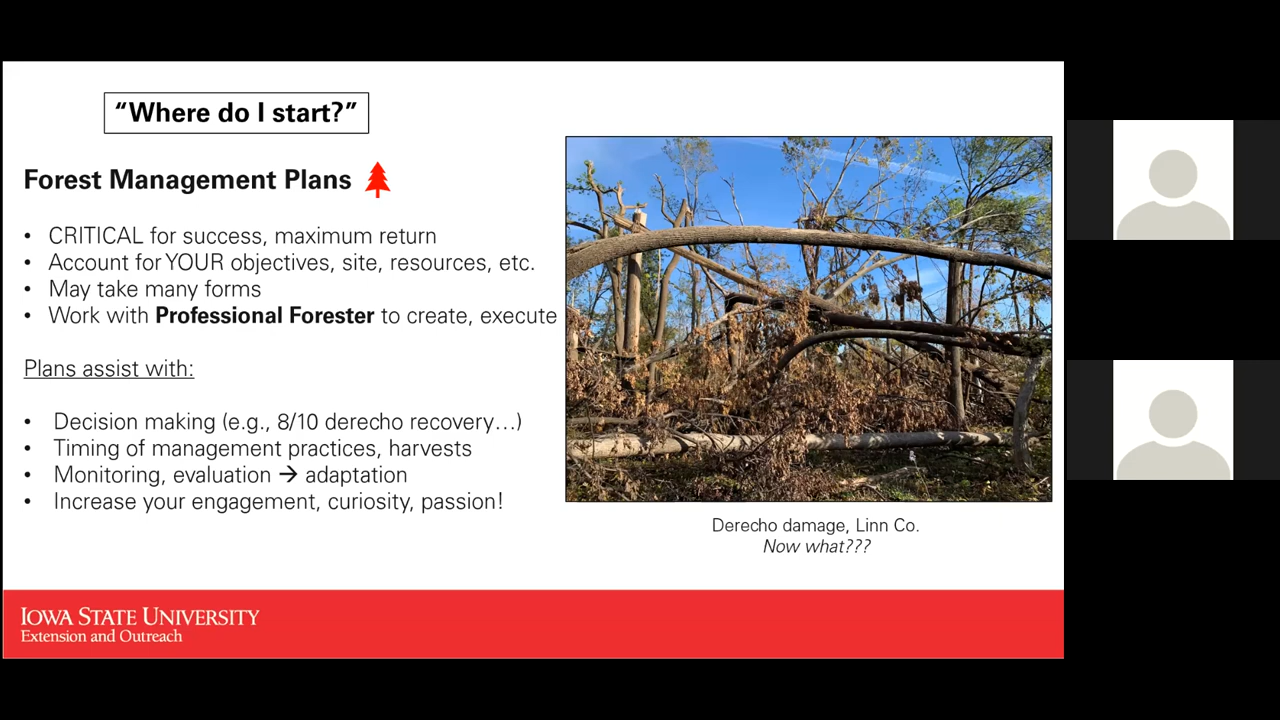 “Where do I start?”
Forest Management Plans
• CRITICAL for success, maximum return
• Account for YOUR objectives, site, resources, etc.
• May take many forms
• Work with Professional Forester to create, execute
Plans assist with:
• Decision making (e.g., 8/10 derecho recovery…)
• Timing of management practices, harvests
• Monitoring, evaluation → adaptation
• Increase your engagement, curiosity, passion!
Derecho damage, Linn Co.
Now what???
IOWA STATE UNIVERSITY
Extension and Outreach